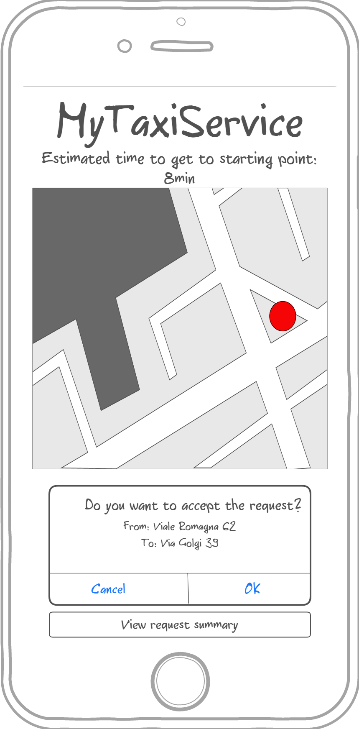 MyTaxiService
Estimated time to get to starting point:
8min
Do you want to accept the request?
From: Viale Romagna 62
To: Via Golgi 39
Cancel OK
View request summary